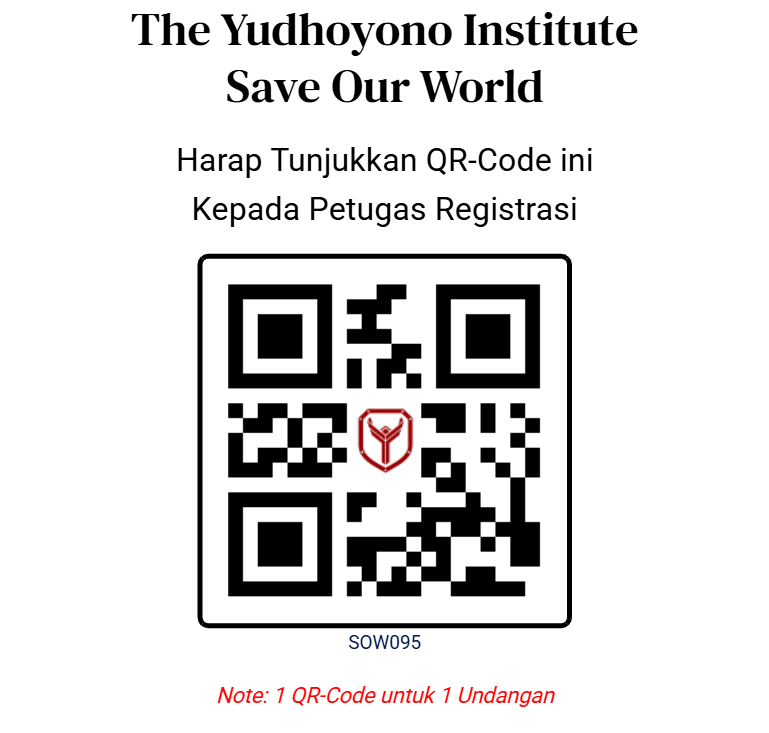 The Yudhoyono Institute
Save Our World
Harap Tunjukkan QR-Code ini
Kepada Petugas Registrasi
SOW095
Note: 1 QR-Code untuk 1 Undangan